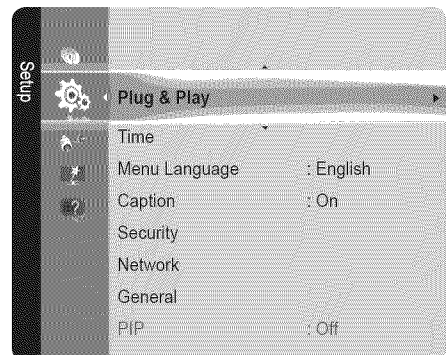 Setup
Plug & Play
Time
Menu Language : English
Caption : On
Security
Network
General
PIP : Off